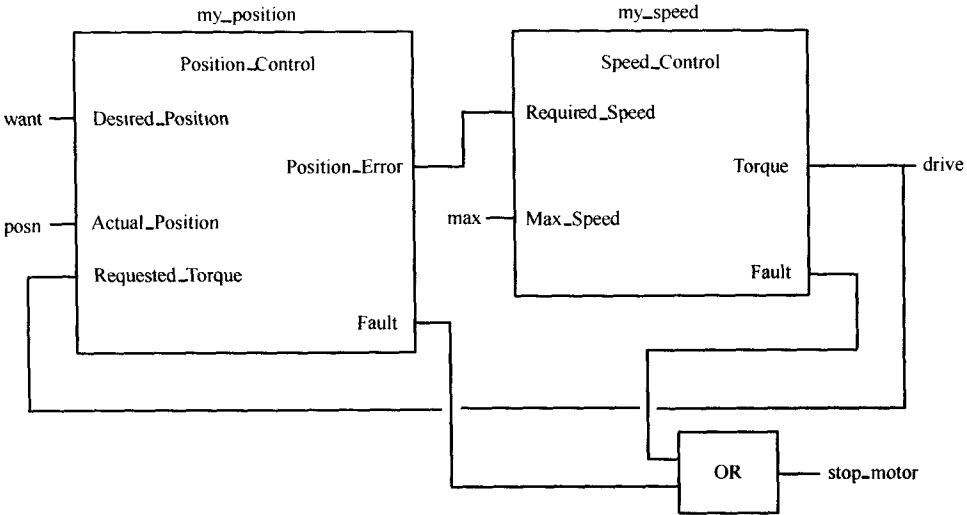 my_position
my_speed
Position_Control
Speed_Control
want
Desired_Position
Required_Speed
Position_Error
Torque
drive
posn
Actual_Position
max
Max_Speed
Requested_Torque
Fault
Fault
OR
stop_motor